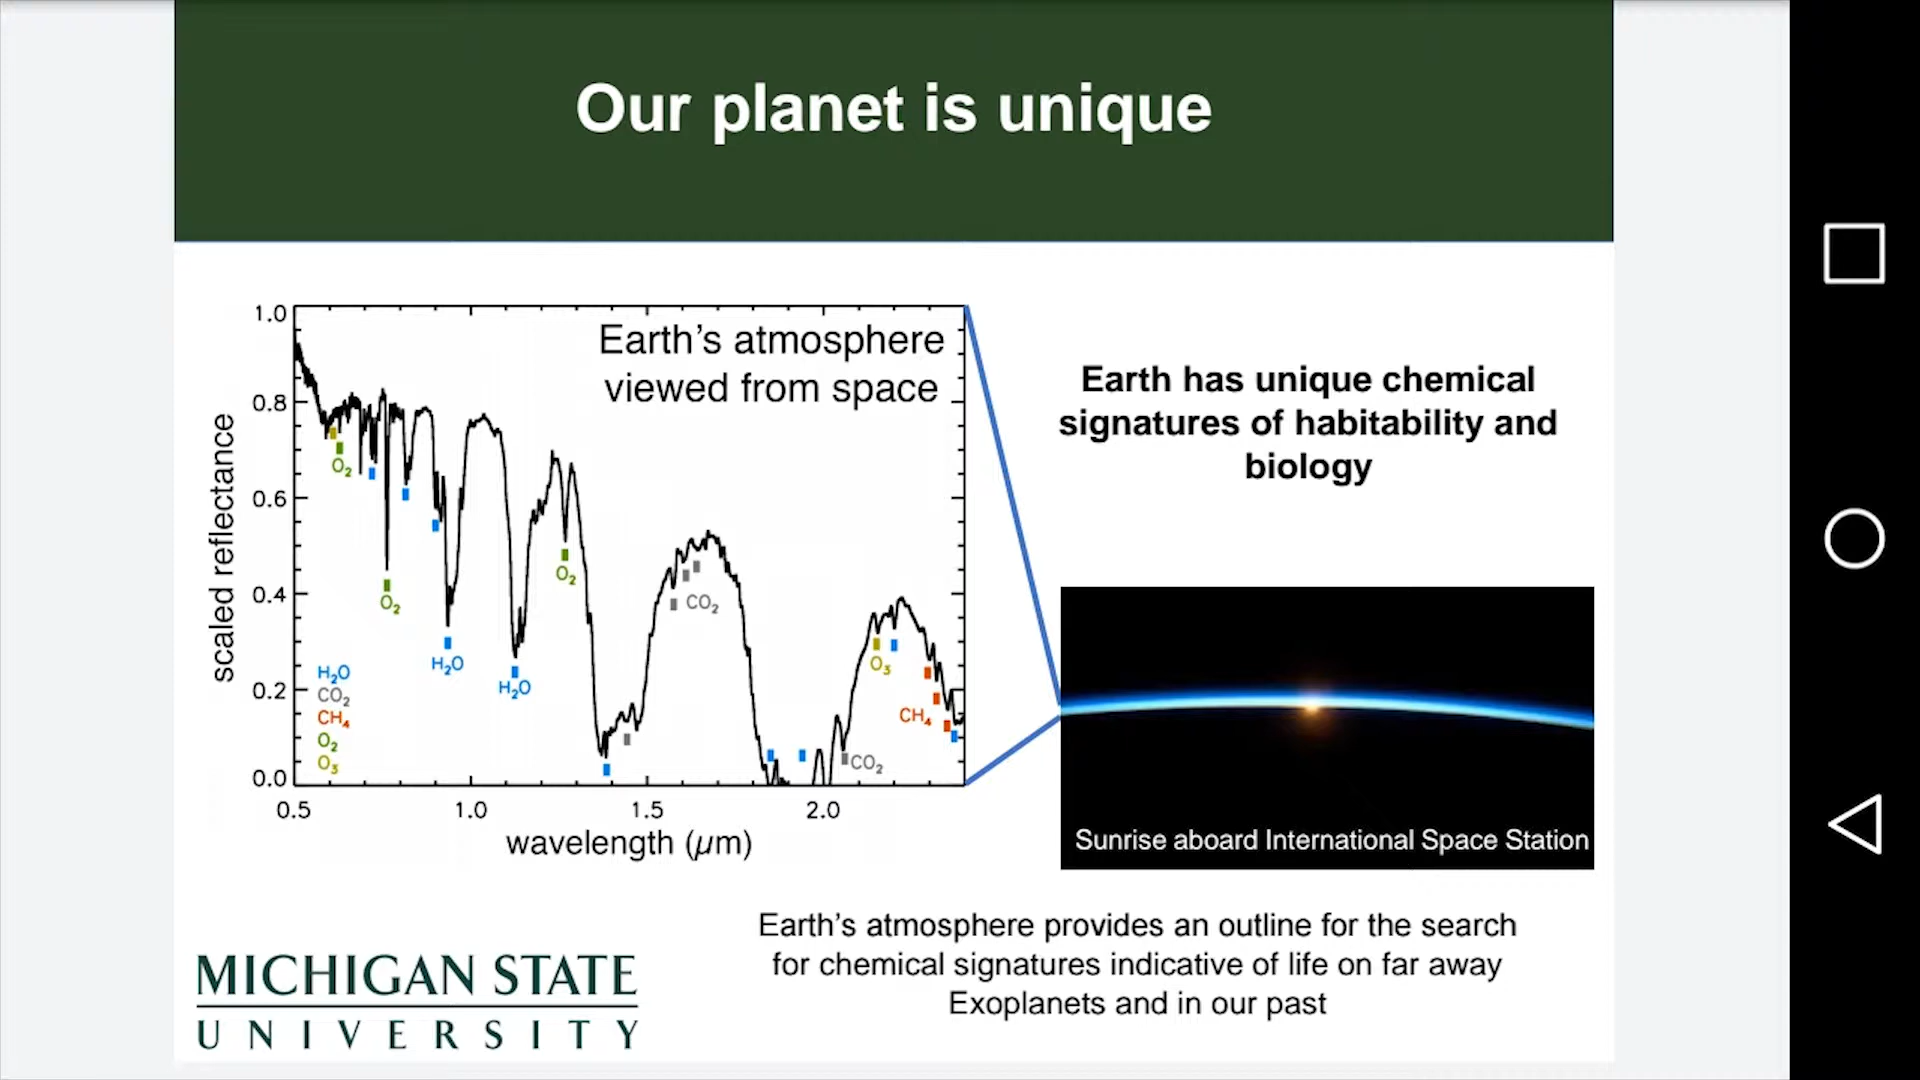 Our planet is unique
Earth's atmosphere
viewed from space
1.0
0.8
0.6
0.4
0.2
0.0
scaled reflectance
O₂
O₂
H₂O
H₂O
O₂
CO₂
O₃
CH₄
CO₂
H₂O
CO₂
CH₄
O₂
O₃
0.5 1.0 1.5 2.0
wavelength (μm)
Earth has unique chemical
signatures of habitability and
biology
Sunrise aboard International Space Station
Earth's atmosphere provides an outline for the search
for chemical signatures indicative of life on far away
Exoplanets and in our past
MICHIGAN STATE
UNIVERSITY